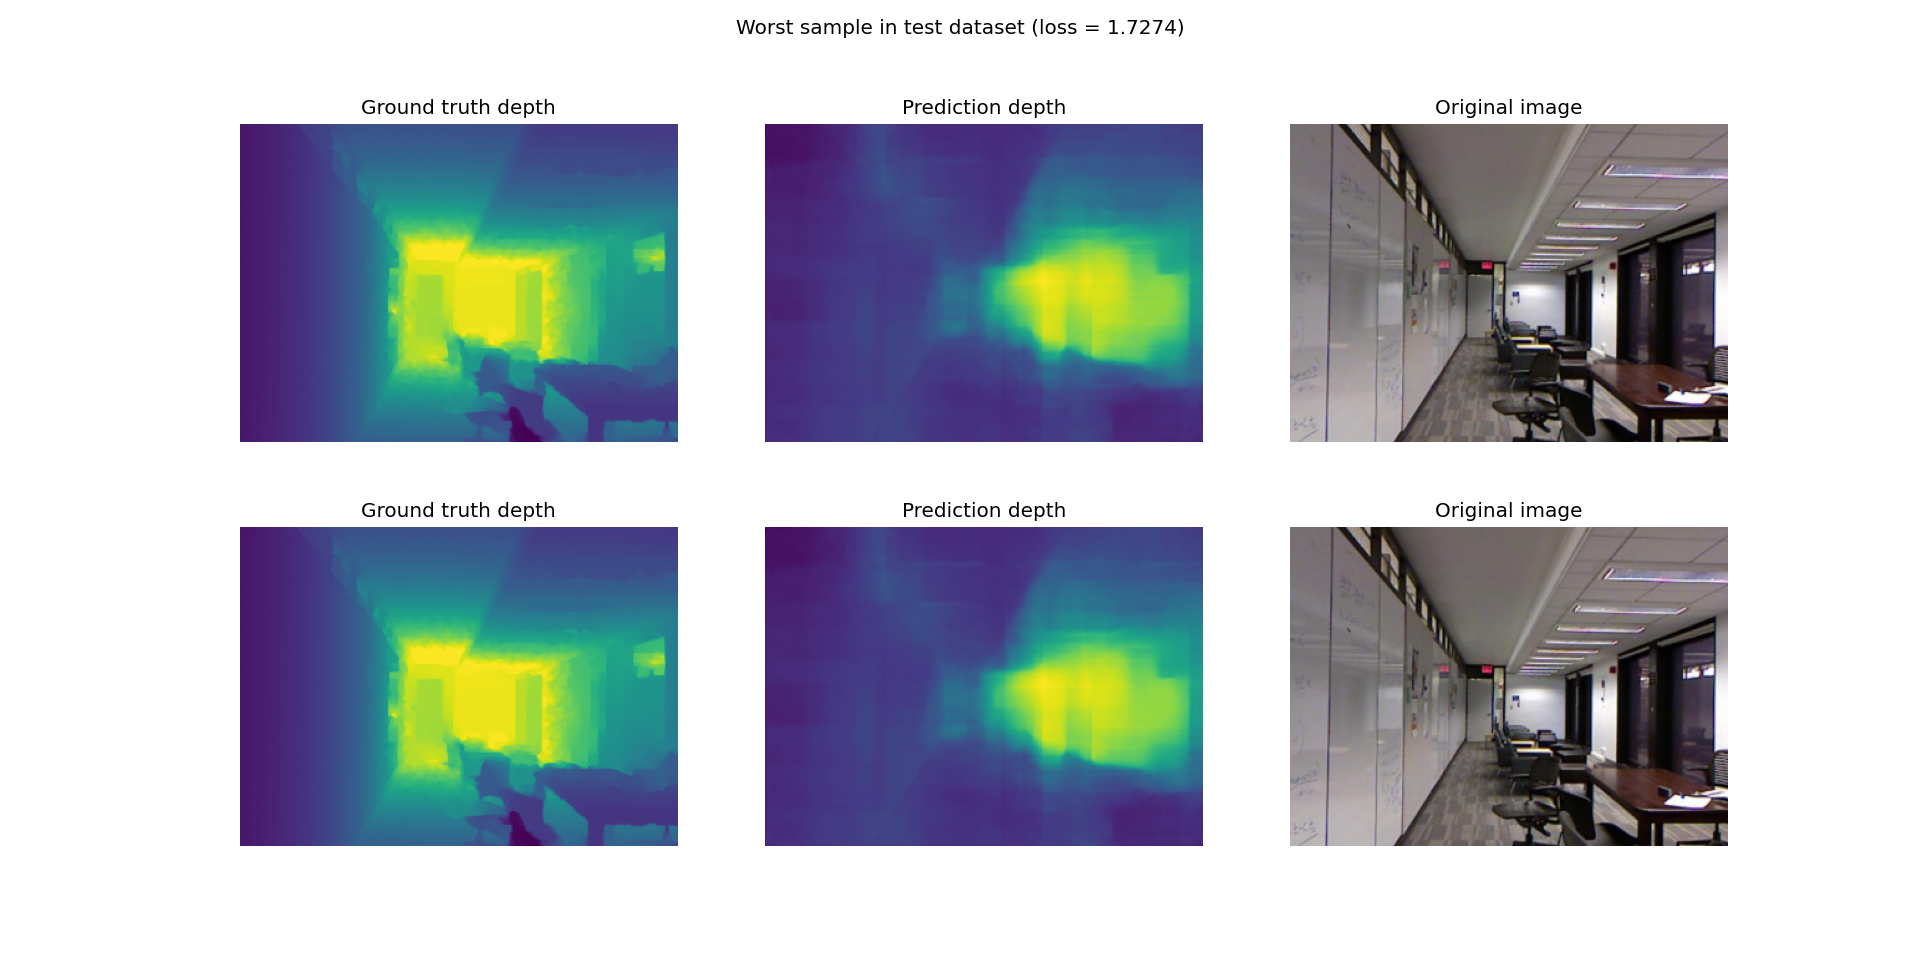 Worst sample in test dataset (loss = 1.7274)
Ground truth depth
Prediction depth
Original image
Ground truth depth
Prediction depth
Original image